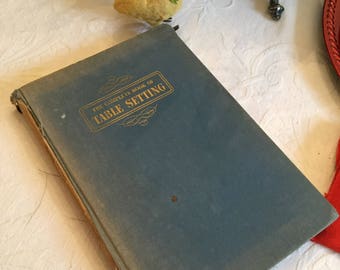 THE COMPLETE BOOK OF
TABLE SETTING